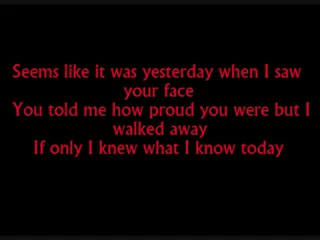 Seems like it was yesterday when I saw
your face
You told me how proud you were but I
walked away
If only I knew what I know today